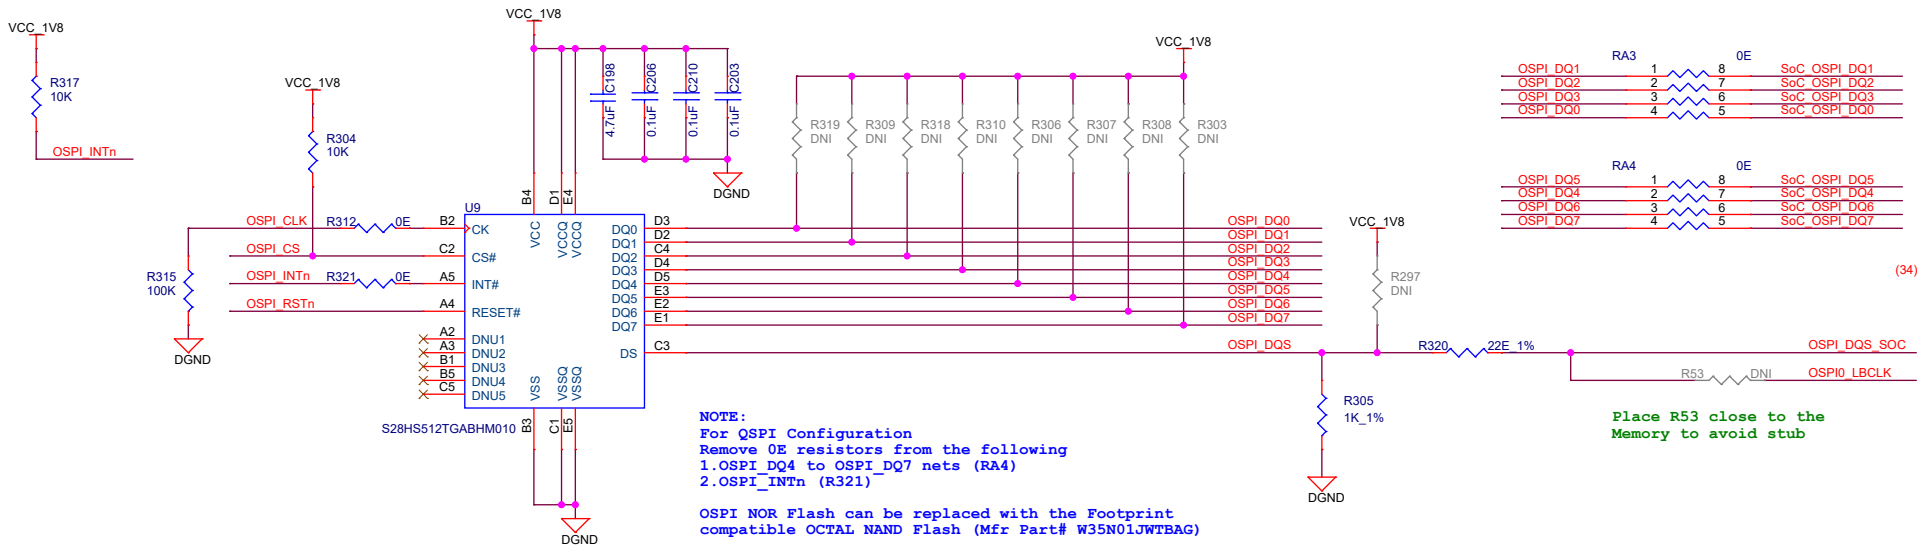 VCC_1V8
R317
10K
OSPI_INTn
VCC_1V8
R304
10K
VCC_1V8
C198
4.7uF
C206
0.1uF
C210
0.1uF
C203
0.1uF
DGND
VCC_1V8
R319
DNI
R309
DNI
R318
DNI
R310
DNI
R306
DNI
R307
DNI
R308
DNI
R303
DNI
RA3 0E
OSPI_DQ1 1 8 SoC_OSPI_DQ1
OSPI_DQ2 2 7 SoC_OSPI_DQ2
OSPI_DQ3 3 6 SoC_OSPI_DQ3
OSPI_DQ0 4 5 SoC_OSPI_DQ0
RA4 0E
OSPI_DQ5 1 8 SoC_OSPI_DQ5
OSPI_DQ4 2 7 SoC_OSPI_DQ4
OSPI_DQ6 3 6 SoC_OSPI_DQ6
OSPI_DQ7 4 5 SoC_OSPI_DQ7
(34)
U9
B4 D1 E4
VCC VCCQ VCCQ
OSPI_CLK R312 0E B2 CK
OSPI_CS C2 CS#
OSPI_INTn R321 0E A5 INT#
OSPI_RSTn A4 RESET#
R315
100K
DGND
A2 DNU1
A3 DNU2
B1 DNU3
B5 DNU4
C5 DNU5
DQ0 D3 OSPI_DQ0
DQ1 D2 OSPI_DQ1
DQ2 C4 OSPI_DQ2
DQ3 D4 OSPI_DQ3
DQ4 D5 OSPI_DQ4
DQ5 E3 OSPI_DQ5
DQ6 E2 OSPI_DQ6
DQ7 E1 OSPI_DQ7
DS C3 OSPI_DQS
VSS VSSQ VSSQ
B3 C1 E5
S28HS512TGABHM010
DGND
VCC_1V8
R297
DNI
R320 22E_1%
OSPI_DQS_SOC
R53 DNI OSPI0_LBCLK
R305
1K_1%
DGND
Place R53 close to the
Memory to avoid stub
NOTE:
For QSPI Configuration
Remove 0E resistors from the following
1.OSPI_DQ4 to OSPI_DQ7 nets (RA4)
2.OSPI_INTn (R321)
OSPI NOR Flash can be replaced with the Footprint
compatible OCTAL NAND Flash (Mfr Part# W35N01JWTBAG)